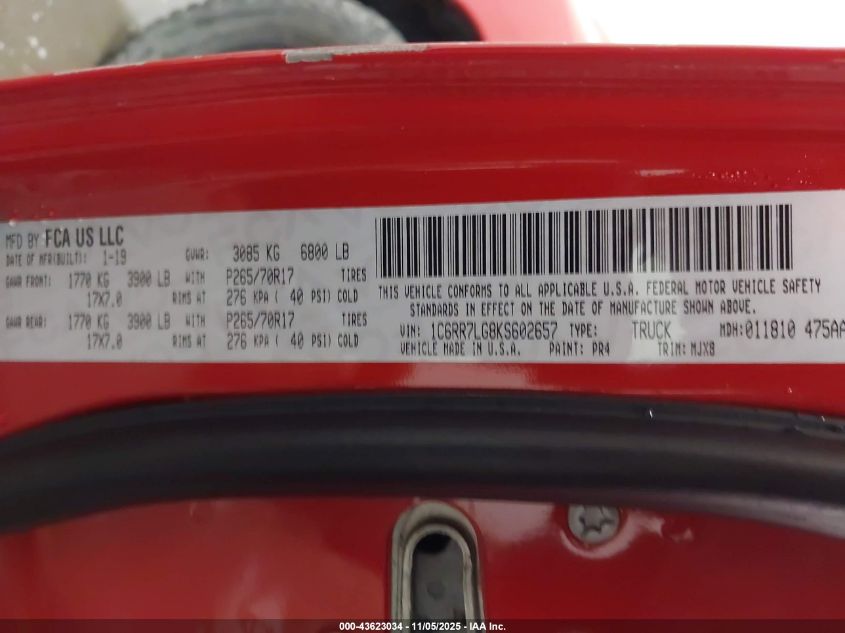 MFD BY FCA US LLC
DATE OF MFR(BUILT): 1-19 GVWR: 3085 KG 6800 LB
GAWR FRONT: 1770 KG 3900 LB WITH P265/70R17 TIRES
17X7.0 RIMS AT 276 KPA ( 40 PSI) COLD
GAWR REAR: 1770 KG 3900 LB WITH P265/70R17 TIRES
17X7.0 RIMS AT 276 KPA ( 40 PSI) COLD
THIS VEHICLE CONFORMS TO ALL APPLICABLE U.S.A. FEDERAL MOTOR VEHICLE SAFETY
STANDARDS IN EFFECT ON THE DATE OF MANUFACTURE SHOWN ABOVE.
VIN: 1C6RR7LG8KS602657 TYPE: TRUCK MDH:011810 475AA
VEHICLE MADE IN U.S.A. PAINT: PR4 TRIM: MJX8
000-43623034 - 11/05/2025 - IAA Inc.